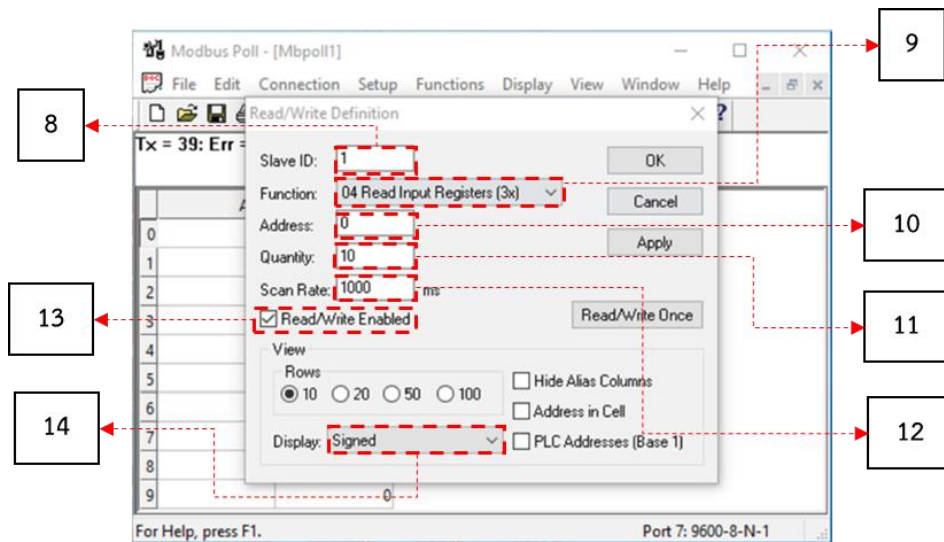 9
Modbus Poll - [Mbpoll1]
File Edit Connection Setup Functions Display View Window Help
8
Read/Write Definition
Tx = 39: Err =
Slave ID: 1
OK
Function: 04 Read Input Registers (3x)
Cancel
Address: 0
10
Apply
Quantity: 10
Scan Rate: 1000 ms
13
Read/Write Enabled
Read/Write Once
11
View
Rows
10 20 50 100
Hide Alias Columns
Address in Cell
14
Display: Signed
PLC Addresses (Base 1)
12
0
1
2
3
4
5
6
7
8
9
0
For Help, press F1.
Port 7: 9600-8-N-1